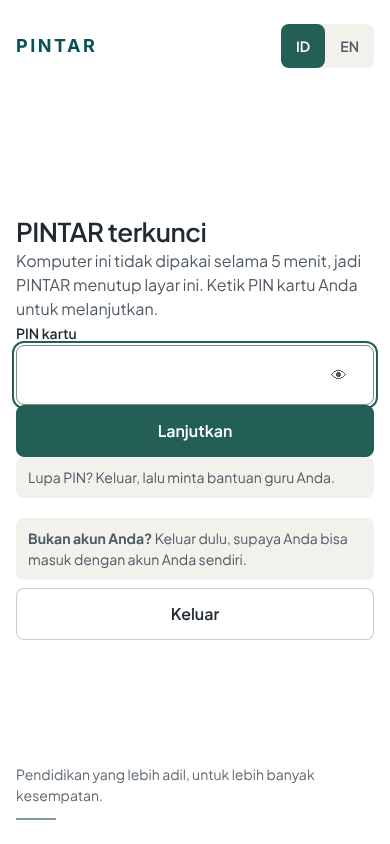 PINTAR
ID
EN
PINTAR terkunci
Komputer ini tidak dipakai selama 5 menit, jadi
PINTAR menutup layar ini. Ketik PIN kartu Anda
untuk melanjutkan.
PIN kartu
Lanjutkan
Lupa PIN? Keluar, lalu minta bantuan guru Anda.
Bukan akun Anda? Keluar dulu, supaya Anda bisa
masuk dengan akun Anda sendiri.
Keluar
Pendidikan yang lebih adil, untuk lebih banyak
kesempatan.